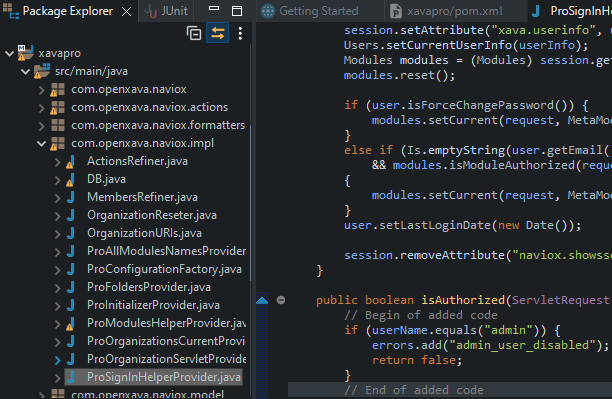 Package Explorer
JUnit
xavapro
src/main/java
com.openxava.naviox
com.openxava.naviox.actions
com.openxava.naviox.formatters
com.openxava.naviox.impl
ActionsRefiner.java
DB.java
MembersRefiner.java
OrganizationReseter.java
OrganizationURIs.java
ProAllModulesNamesProvider
ProConfigurationFactory.java
ProFoldersProvider.java
ProInitializerProvider.java
ProModulesHelperProvider.java
ProOrganizationsCurrentProvi
ProOrganizationServletProvide
ProSignInHelperProvider.java
com.openxava.naviox.model
Getting Started
xavapro/pom.xml
ProSignInHe
session.setAttribute("xava.userinfo", u
Users.setCurrentUserInfo(userInfo);
Modules modules = (Modules) session.get
modules.reset();
if (user.isForceChangePassword()) {
modules.setCurrent(request, MetaMod
}
else if (Is.emptyString(user.getEmail()
&& modules.isModuleAuthorized(reque
{
modules.setCurrent(request, MetaMod
}
user.setLastLoginDate(new Date());
session.removeAttribute("naviox.showsse
}
public boolean isAuthorized(ServletRequest
// Begin of added code
if (userName.equals("admin")) {
errors.add("admin_user_disabled");
return false;
}
// End of added code